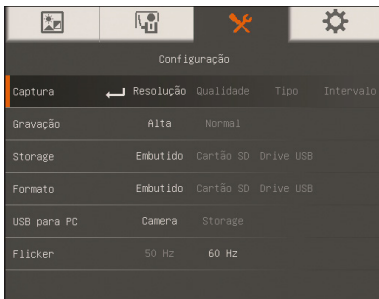 Configuração
Captura Resolução Qualidade Tipo Intervalo
Gravação Alta Normal
Storage Embutido Cartão SD Drive USB
Formato Embutido Cartão SD Drive USB
USB para PC Camera Storage
Flicker 50 Hz 60 Hz